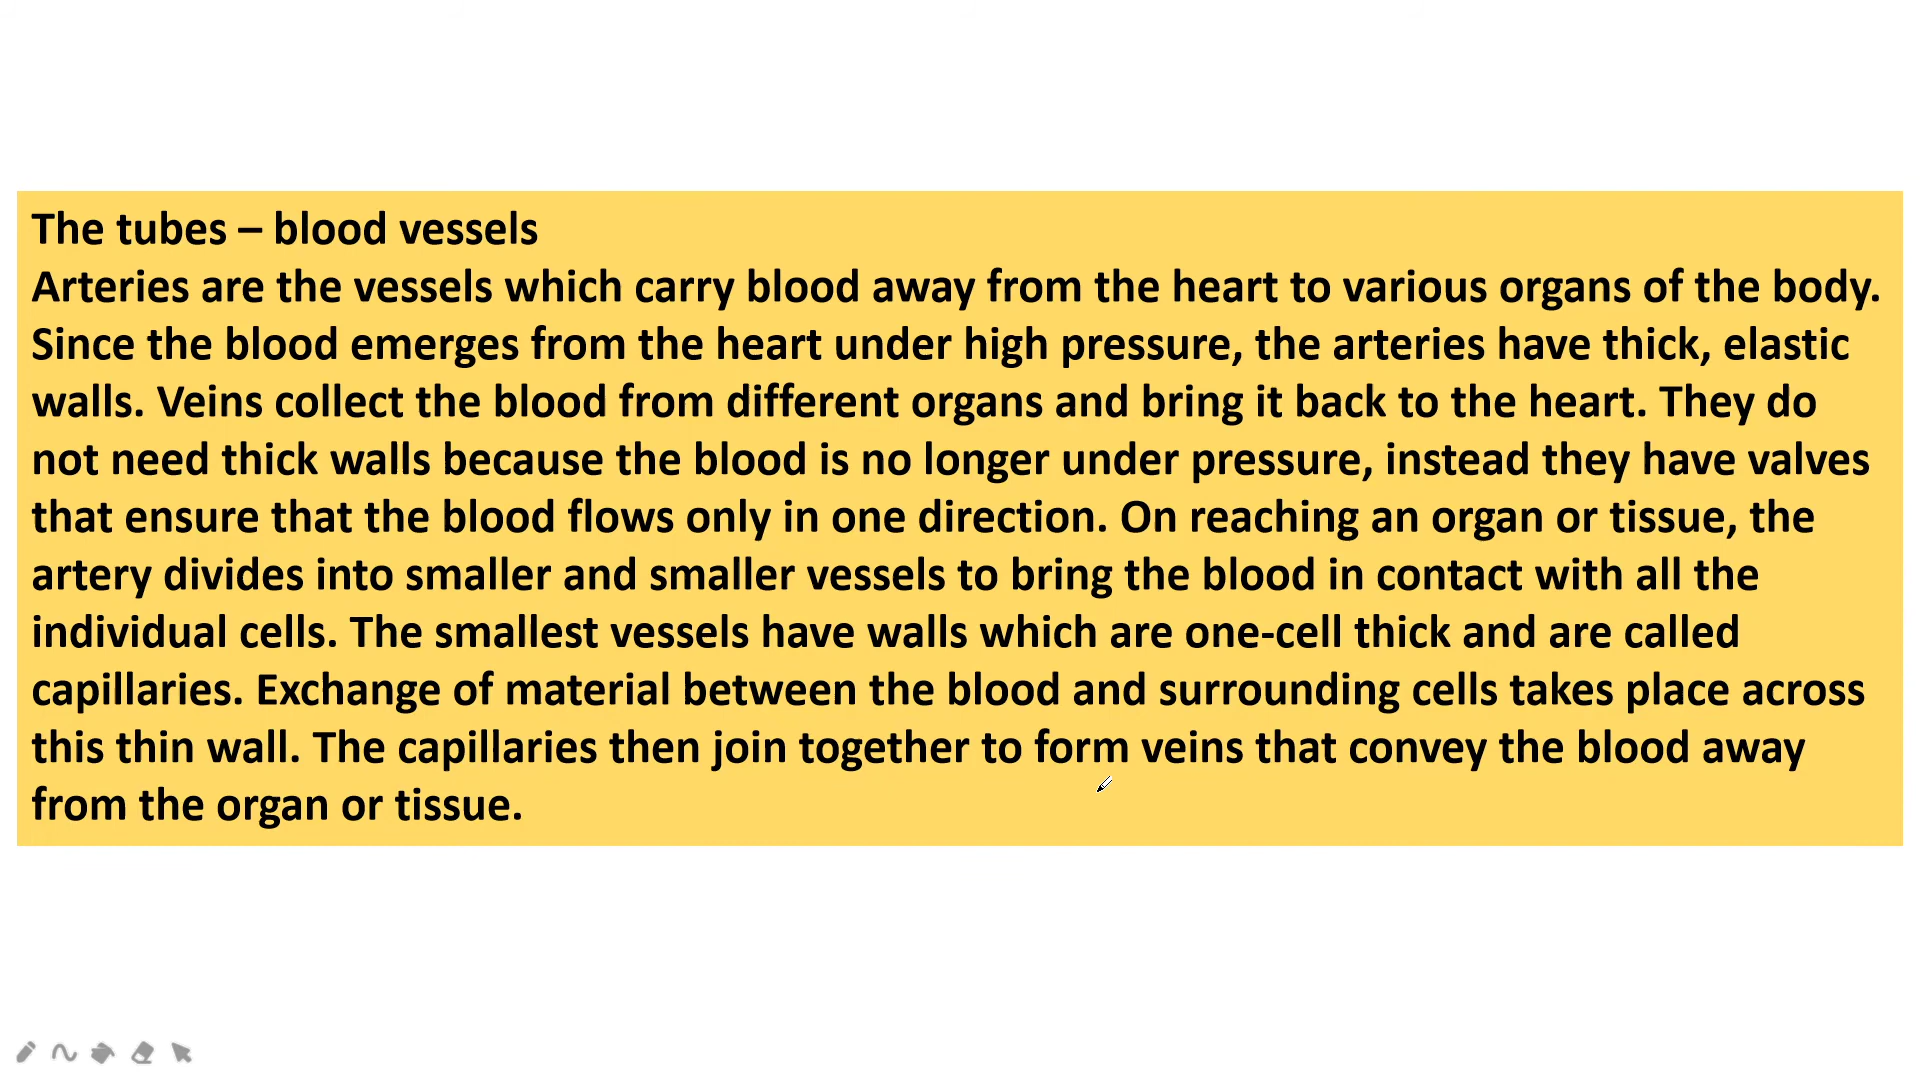 The tubes – blood vessels
Arteries are the vessels which carry blood away from the heart to various organs of the body.
Since the blood emerges from the heart under high pressure, the arteries have thick, elastic
walls. Veins collect the blood from different organs and bring it back to the heart. They do
not need thick walls because the blood is no longer under pressure, instead they have valves
that ensure that the blood flows only in one direction. On reaching an organ or tissue, the
artery divides into smaller and smaller vessels to bring the blood in contact with all the
individual cells. The smallest vessels have walls which are one-cell thick and are called
capillaries. Exchange of material between the blood and surrounding cells takes place across
this thin wall. The capillaries then join together to form veins that convey the blood away
from the organ or tissue.